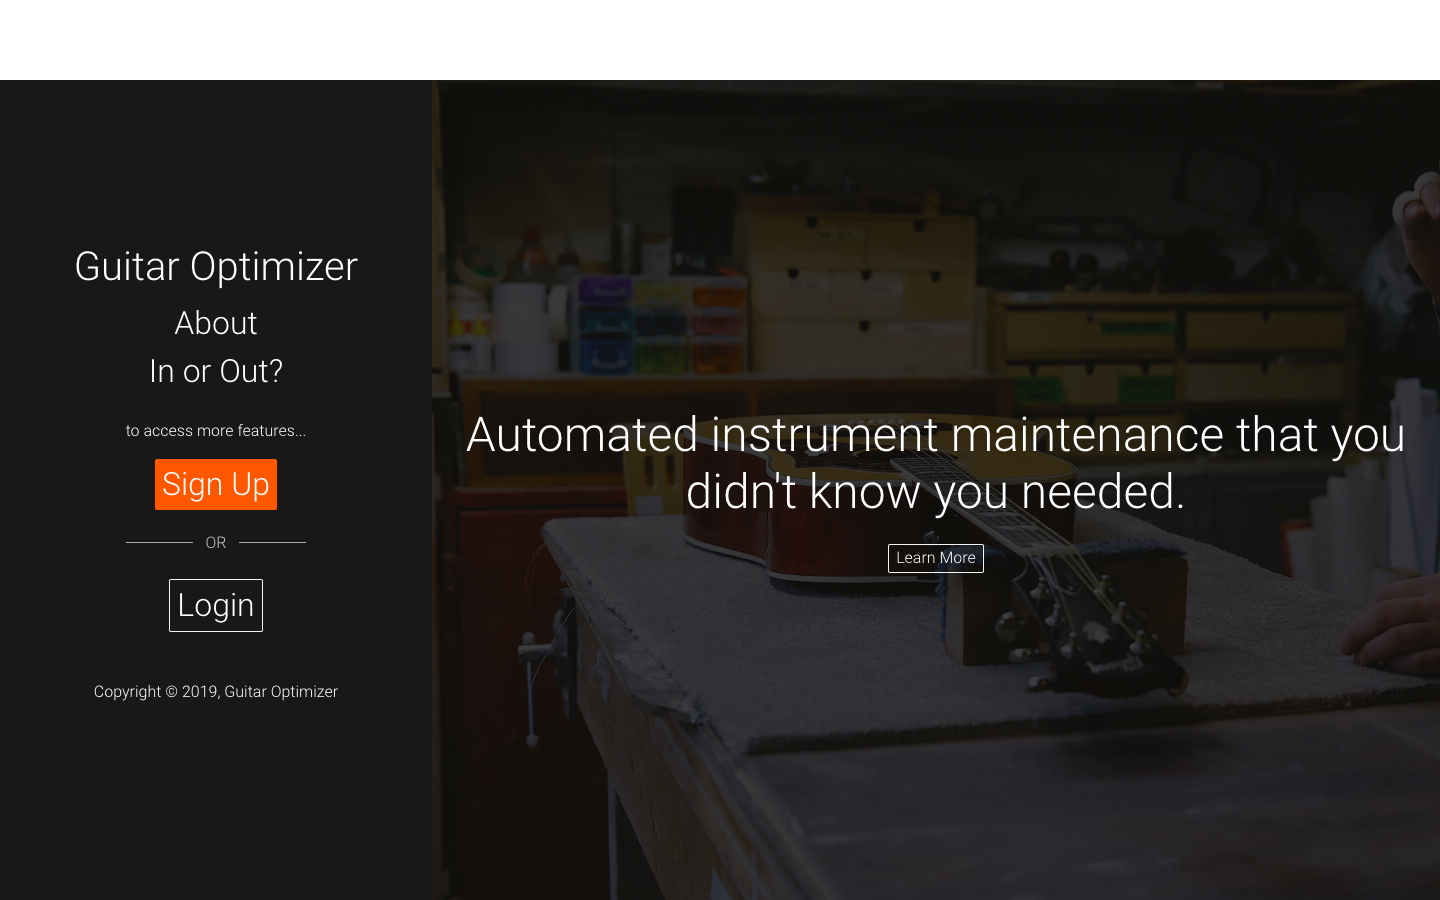 Guitar Optimizer
About
In or Out?
to access more features...
Sign Up
OR
Login
Copyright © 2019, Guitar Optimizer
Automated instrument maintenance that you
didn't know you needed.
Learn More